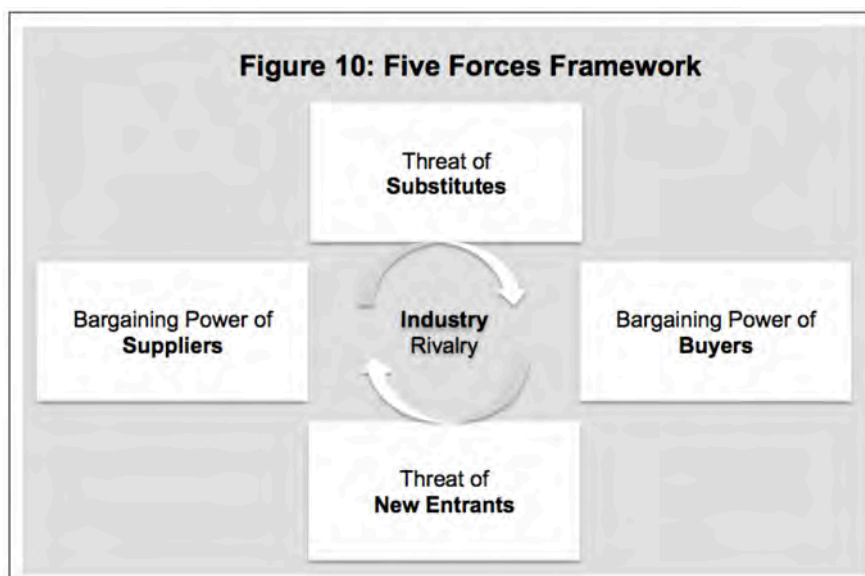 Figure 10: Five Forces Framework
Threat of
Substitutes
Bargaining Power of
Suppliers
Industry
Rivalry
Bargaining Power of
Buyers
Threat of
New Entrants